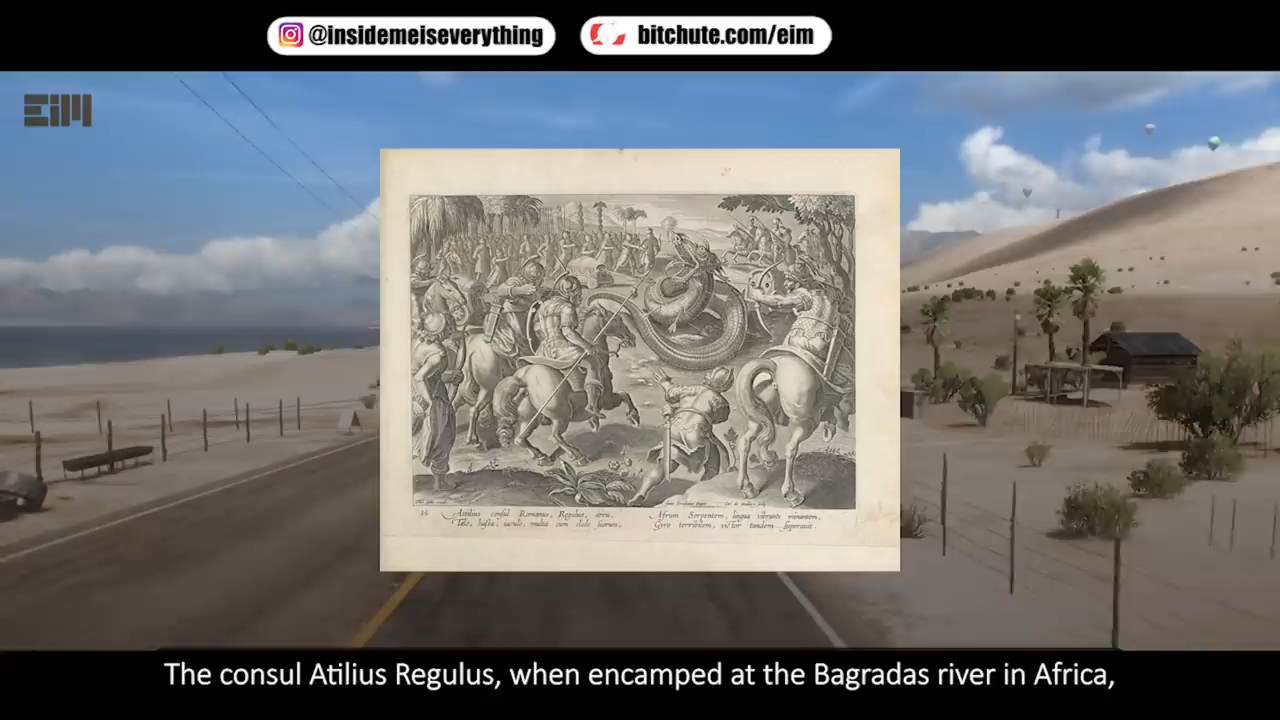 @insidemeiseverything
bitchute.com/eim
EiM
16
Attilius consul Romanus, Regulus, arcu,
Telo, hasta, iaculo, multa cum clade suorum,
Afrum Serpentem, lingua vibrante minantem,
Gyro terribilem, victor tandem superauit.
The consul Atilius Regulus, when encamped at the Bagradas river in Africa,